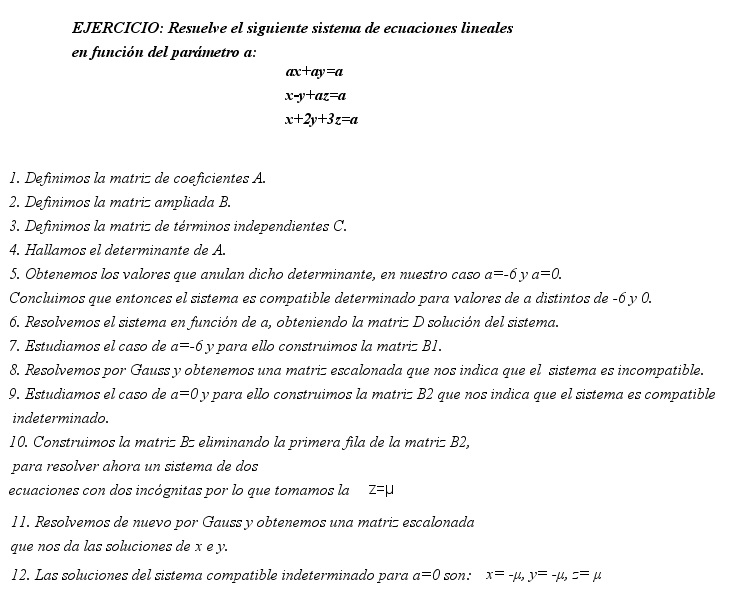 EJERCICIO: Resuelve el siguiente sistema de ecuaciones lineales
en función del parámetro a:
ax+ay=a
x-y+az=a
x+2y+3z=a
1. Definimos la matriz de coeficientes A.
2. Definimos la matriz ampliada B.
3. Definimos la matriz de términos independientes C.
4. Hallamos el determinante de A.
5. Obtenemos los valores que anulan dicho determinante, en nuestro caso a=-6 y a=0.
Concluimos que entonces el sistema es compatible determinado para valores de a distintos de -6 y 0.
6. Resolvemos el sistema en función de a, obteniendo la matriz D solución del sistema.
7. Estudiamos el caso de a=-6 y para ello construimos la matriz B1.
8. Resolvemos por Gauss y obtenemos una matriz escalonada que nos indica que el sistema es incompatible.
9. Estudiamos el caso de a=0 y para ello construimos la matriz B2 que nos indica que el sistema es compatible
indeterminado.
10. Construimos la matriz Bz eliminando la primera fila de la matriz B2,
para resolver ahora un sistema de dos
ecuaciones con dos incógnitas por lo que tomamos la z=μ
11. Resolvemos de nuevo por Gauss y obtenemos una matriz escalonada
que nos da las soluciones de x e y.
12. Las soluciones del sistema compatible indeterminado para a=0 son: x= -μ, y= -μ, z= μ